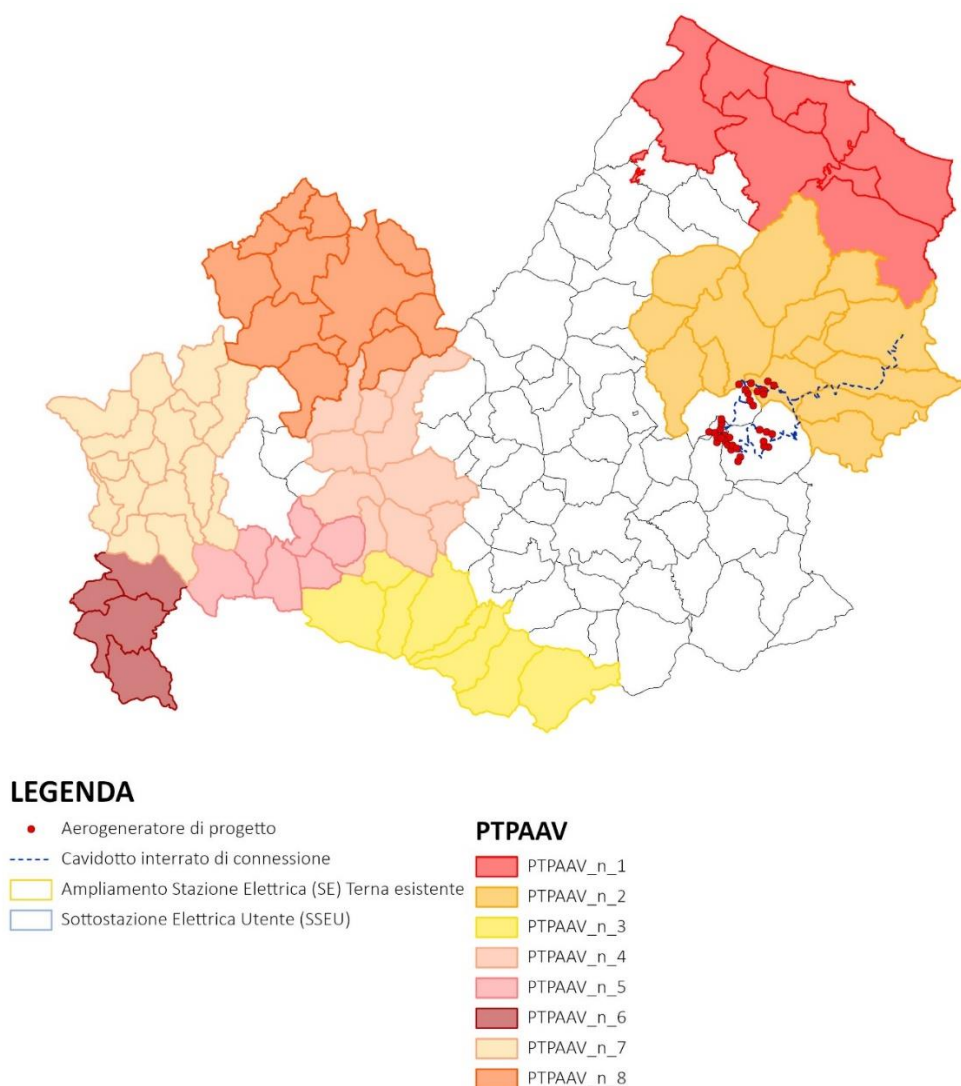 LEGENDA
Aerogeneratore di progetto
Cavidotto interrato di connessione
Ampliamento Stazione Elettrica (SE) Terna esistente
Sottostazione Elettrica Utente (SSEU)
PTPAAV
PTPAAV_n_1
PTPAAV_n_2
PTPAAV_n_3
PTPAAV_n_4
PTPAAV_n_5
PTPAAV_n_6
PTPAAV_n_7
PTPAAV_n_8